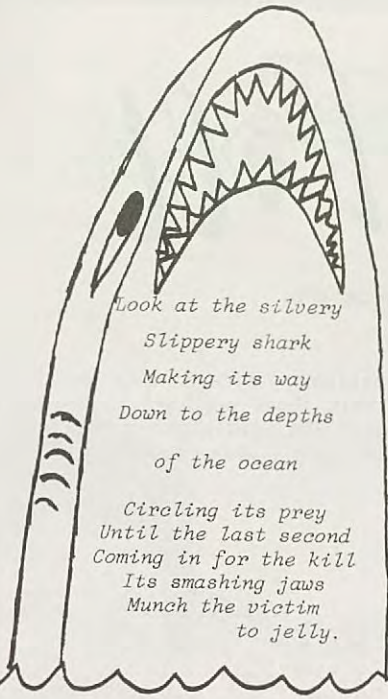 Look at the silvery
Slippery shark
Making its way
Down to the depths
of the ocean
Circling its prey
Until the last second
Coming in for the kill
Its smashing jaws
Munch the victim
to jelly.